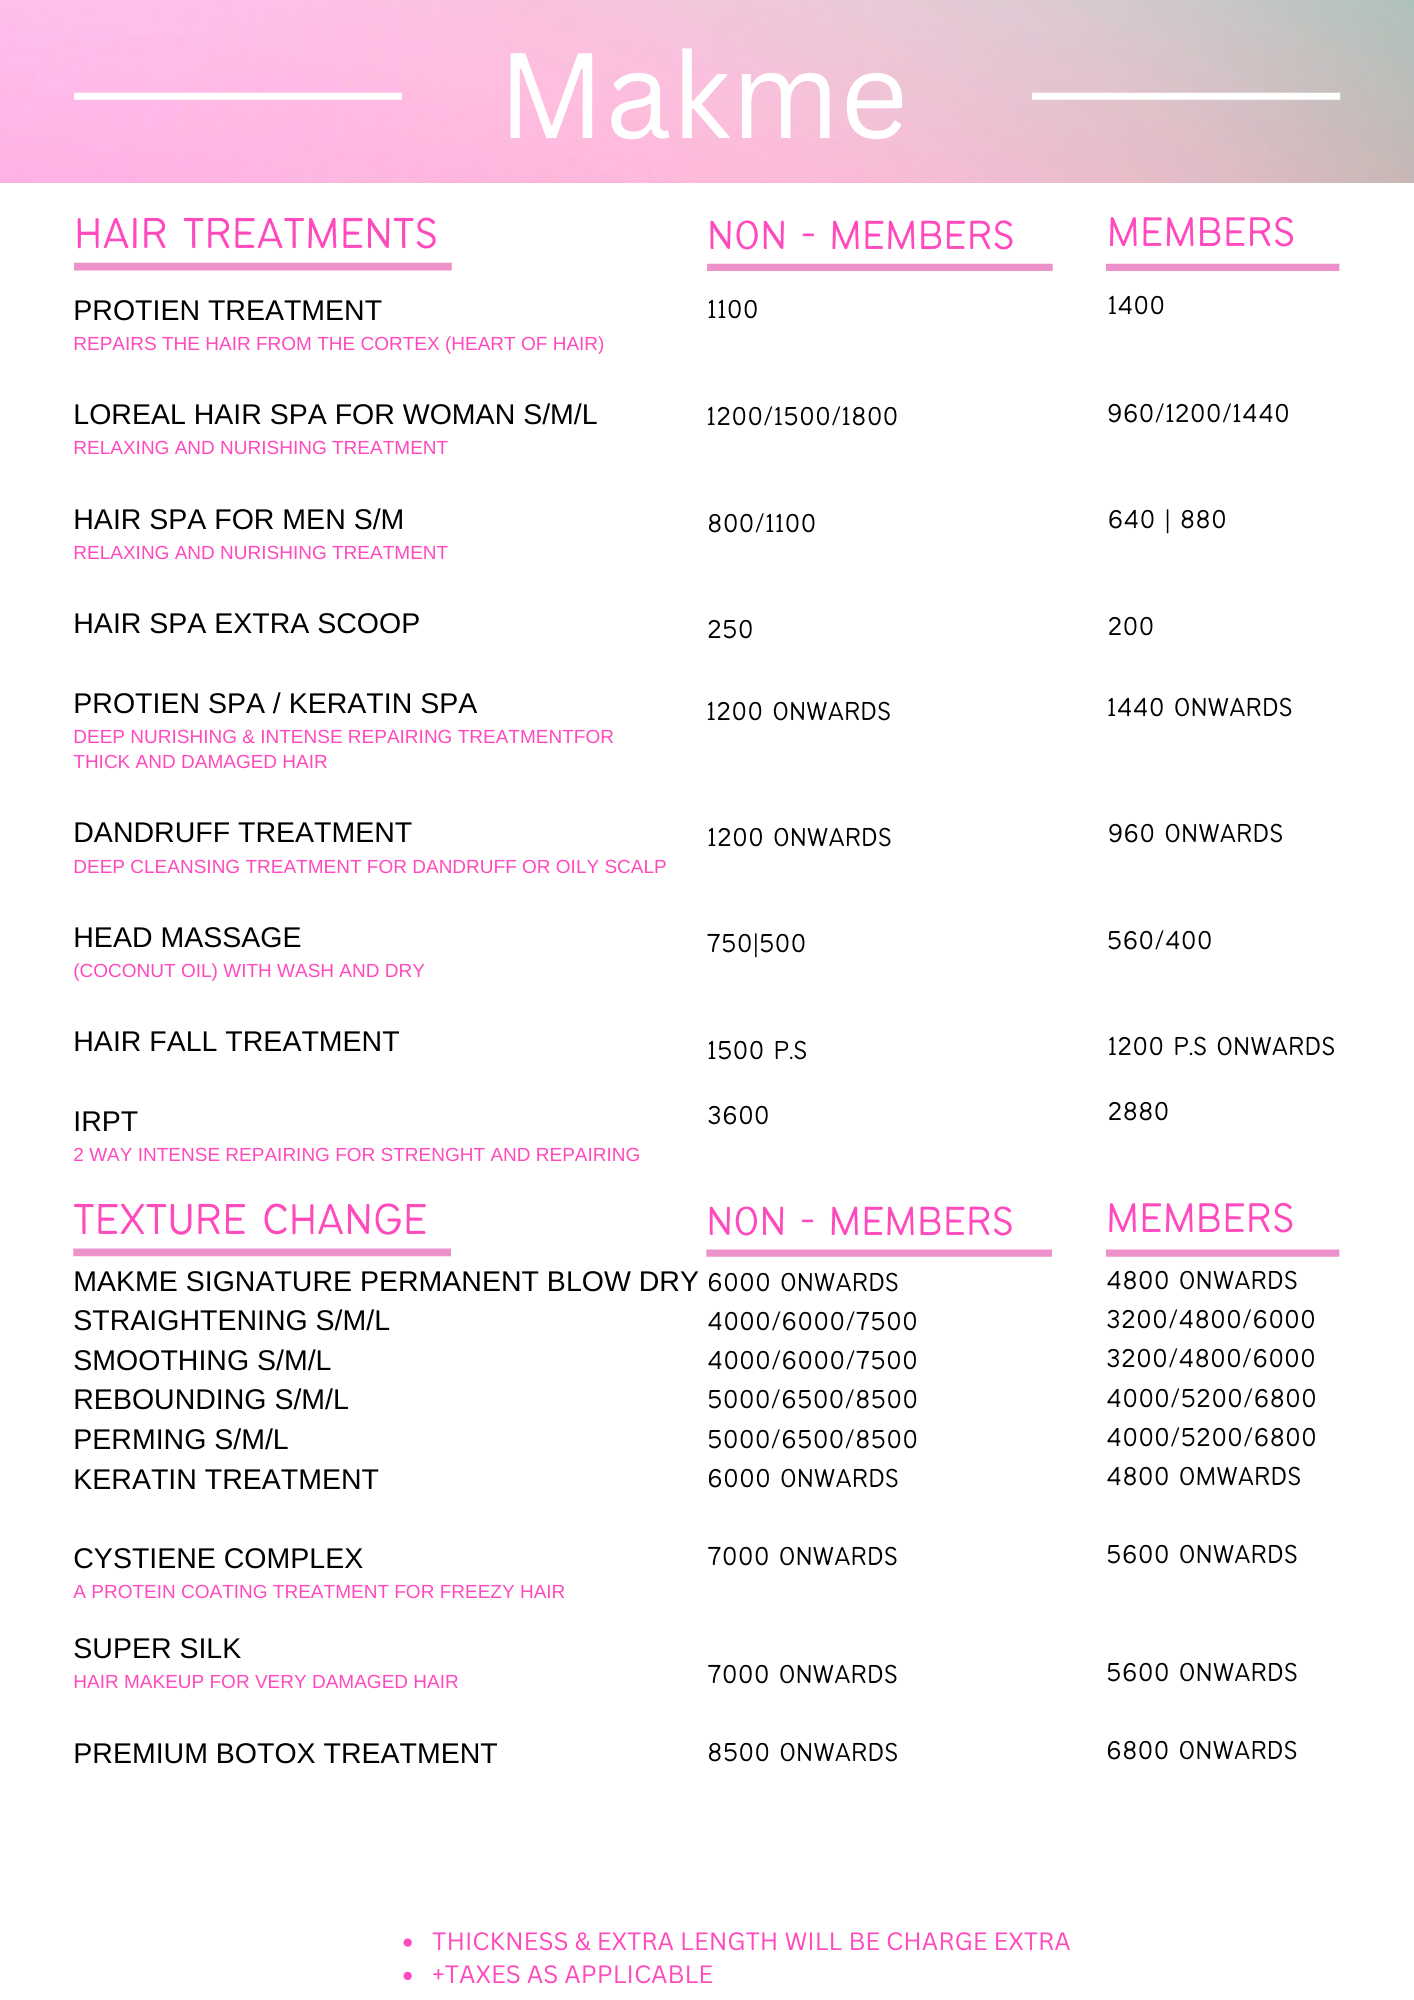 Makme
HAIR TREATMENTS NON - MEMBERS MEMBERS
PROTIEN TREATMENT 1100 1400
REPAIRS THE HAIR FROM THE CORTEX (HEART OF HAIR)
LOREAL HAIR SPA FOR WOMAN S/M/L 1200/1500/1800 960/1200/1440
RELAXING AND NURISHING TREATMENT
HAIR SPA FOR MEN S/M 800/1100 640 | 880
RELAXING AND NURISHING TREATMENT
HAIR SPA EXTRA SCOOP 250 200
PROTIEN SPA / KERATIN SPA 1200 ONWARDS 1440 ONWARDS
DEEP NURISHING & INTENSE REPAIRING TREATMENTFOR
THICK AND DAMAGED HAIR
DANDRUFF TREATMENT 1200 ONWARDS 960 ONWARDS
DEEP CLEANSING TREATMENT FOR DANDRUFF OR OILY SCALP
HEAD MASSAGE 750|500 560/400
(COCONUT OIL) WITH WASH AND DRY
HAIR FALL TREATMENT 1500 P.S 1200 P.S ONWARDS
IRPT 3600 2880
2 WAY INTENSE REPAIRING FOR STRENGHT AND REPAIRING
TEXTURE CHANGE NON - MEMBERS MEMBERS
MAKME SIGNATURE PERMANENT BLOW DRY 6000 ONWARDS 4800 ONWARDS
STRAIGHTENING S/M/L 4000/6000/7500 3200/4800/6000
SMOOTHING S/M/L 4000/6000/7500 3200/4800/6000
REBOUNDING S/M/L 5000/6500/8500 4000/5200/6800
PERMING S/M/L 5000/6500/8500 4000/5200/6800
KERATIN TREATMENT 6000 ONWARDS 4800 OMWARDS
CYSTIENE COMPLEX 7000 ONWARDS 5600 ONWARDS
A PROTEIN COATING TREATMENT FOR FREEZY HAIR
SUPER SILK 7000 ONWARDS 5600 ONWARDS
HAIR MAKEUP FOR VERY DAMAGED HAIR
PREMIUM BOTOX TREATMENT 8500 ONWARDS 6800 ONWARDS
• THICKNESS & EXTRA LENGTH WILL BE CHARGE EXTRA
• +TAXES AS APPLICABLE